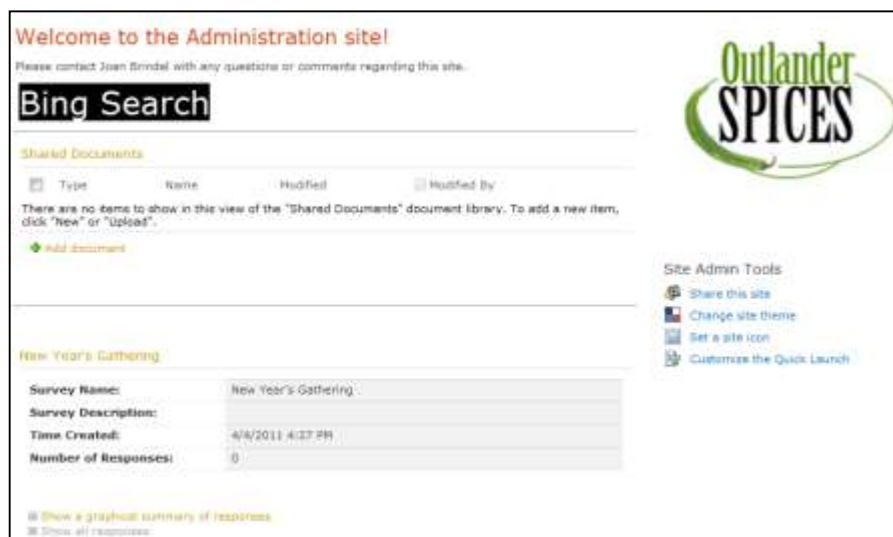 Welcome to the Administration site!
Please contact Joan Brindel with any questions or comments regarding this site.
Bing Search
Shared Documents
Type Name Modified Modified By
There are no items to show in this view of the "Shared Documents" document library. To add a new item,
click "New" or "Upload".
Add document
New Year's Gathering
Survey Name: New Year's Gathering
Survey Description:
Time Created: 4/4/2011 4:37 PM
Number of Responses: 0
Show a graphical summary of responses
Show all responses
Outlander
SPICES
Site Admin Tools
Share this site
Change site theme
Set a site icon
Customize the Quick Launch